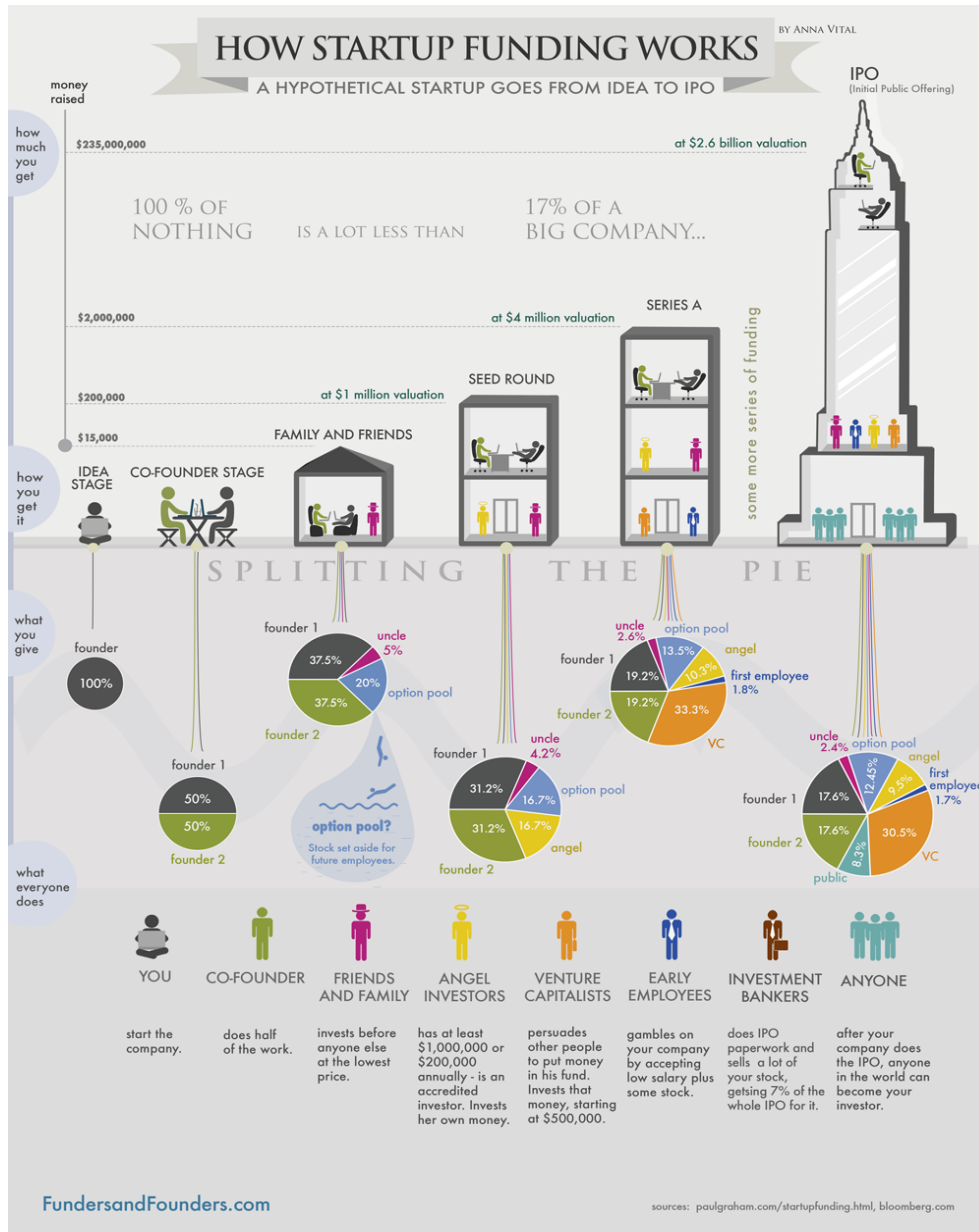 HOW STARTUP FUNDING WORKS
BY ANNA VITAL
A HYPOTHETICAL STARTUP GOES FROM IDEA TO IPO
money
raised
IPO
(Initial Public Offering)
how
much
you
get
$235,000,000
at $2.6 billion valuation
100 % OF
NOTHING
IS A LOT LESS THAN
17% OF A
BIG COMPANY...
$2,000,000
at $4 million valuation
SERIES A
some more series of funding
SEED ROUND
$200,000
at $1 million valuation
$15,000
FAMILY AND FRIENDS
how
you
get
it
IDEA
STAGE
CO-FOUNDER STAGE
SPLITTING THE PIE
what
you
give
founder
100%
founder 1
50%
50%
founder 2
founder 1
uncle
5%
37.5%
20%
option pool
37.5%
founder 2
option pool?
Stock set aside for
future employees.
founder 1
uncle
4.2%
31.2%
16.7%
option pool
31.2%
16.7%
angel
founder 2
uncle
2.6%
option pool
13.5%
angel
founder 1
10.3%
first employee
1.8%
19.2%
19.2%
founder 2
33.3%
VC
uncle
2.4%
option pool
12.45%
angel
9.5%
first
employee
1.7%
founder 1
17.6%
17.6%
founder 2
30.5%
VC
8.3%
public
what
everyone
does
YOU
start the
company.
CO-FOUNDER
does half
of the work.
FRIENDS
AND FAMILY
invests before
anyone else
at the lowest
price.
ANGEL
INVESTORS
has at least
$1,000,000 or
$200,000
annually - is an
accredited
investor. Invests
her own money.
VENTURE
CAPITALISTS
persuades
other people
to put money
in his fund.
Invests that
money, starting
at $500,000.
EARLY
EMPLOYEES
gambles on
your company
by accepting
low salary plus
some stock.
INVESTMENT
BANKERS
does IPO
paperwork and
sells a lot of
your stock,
getsing 7% of the
whole IPO for it.
ANYONE
after your
company does
the IPO, anyone
in the world can
become your
investor.
FundersandFounders.com
sources: paulgraham.com/startupfunding.html, bloomberg.com